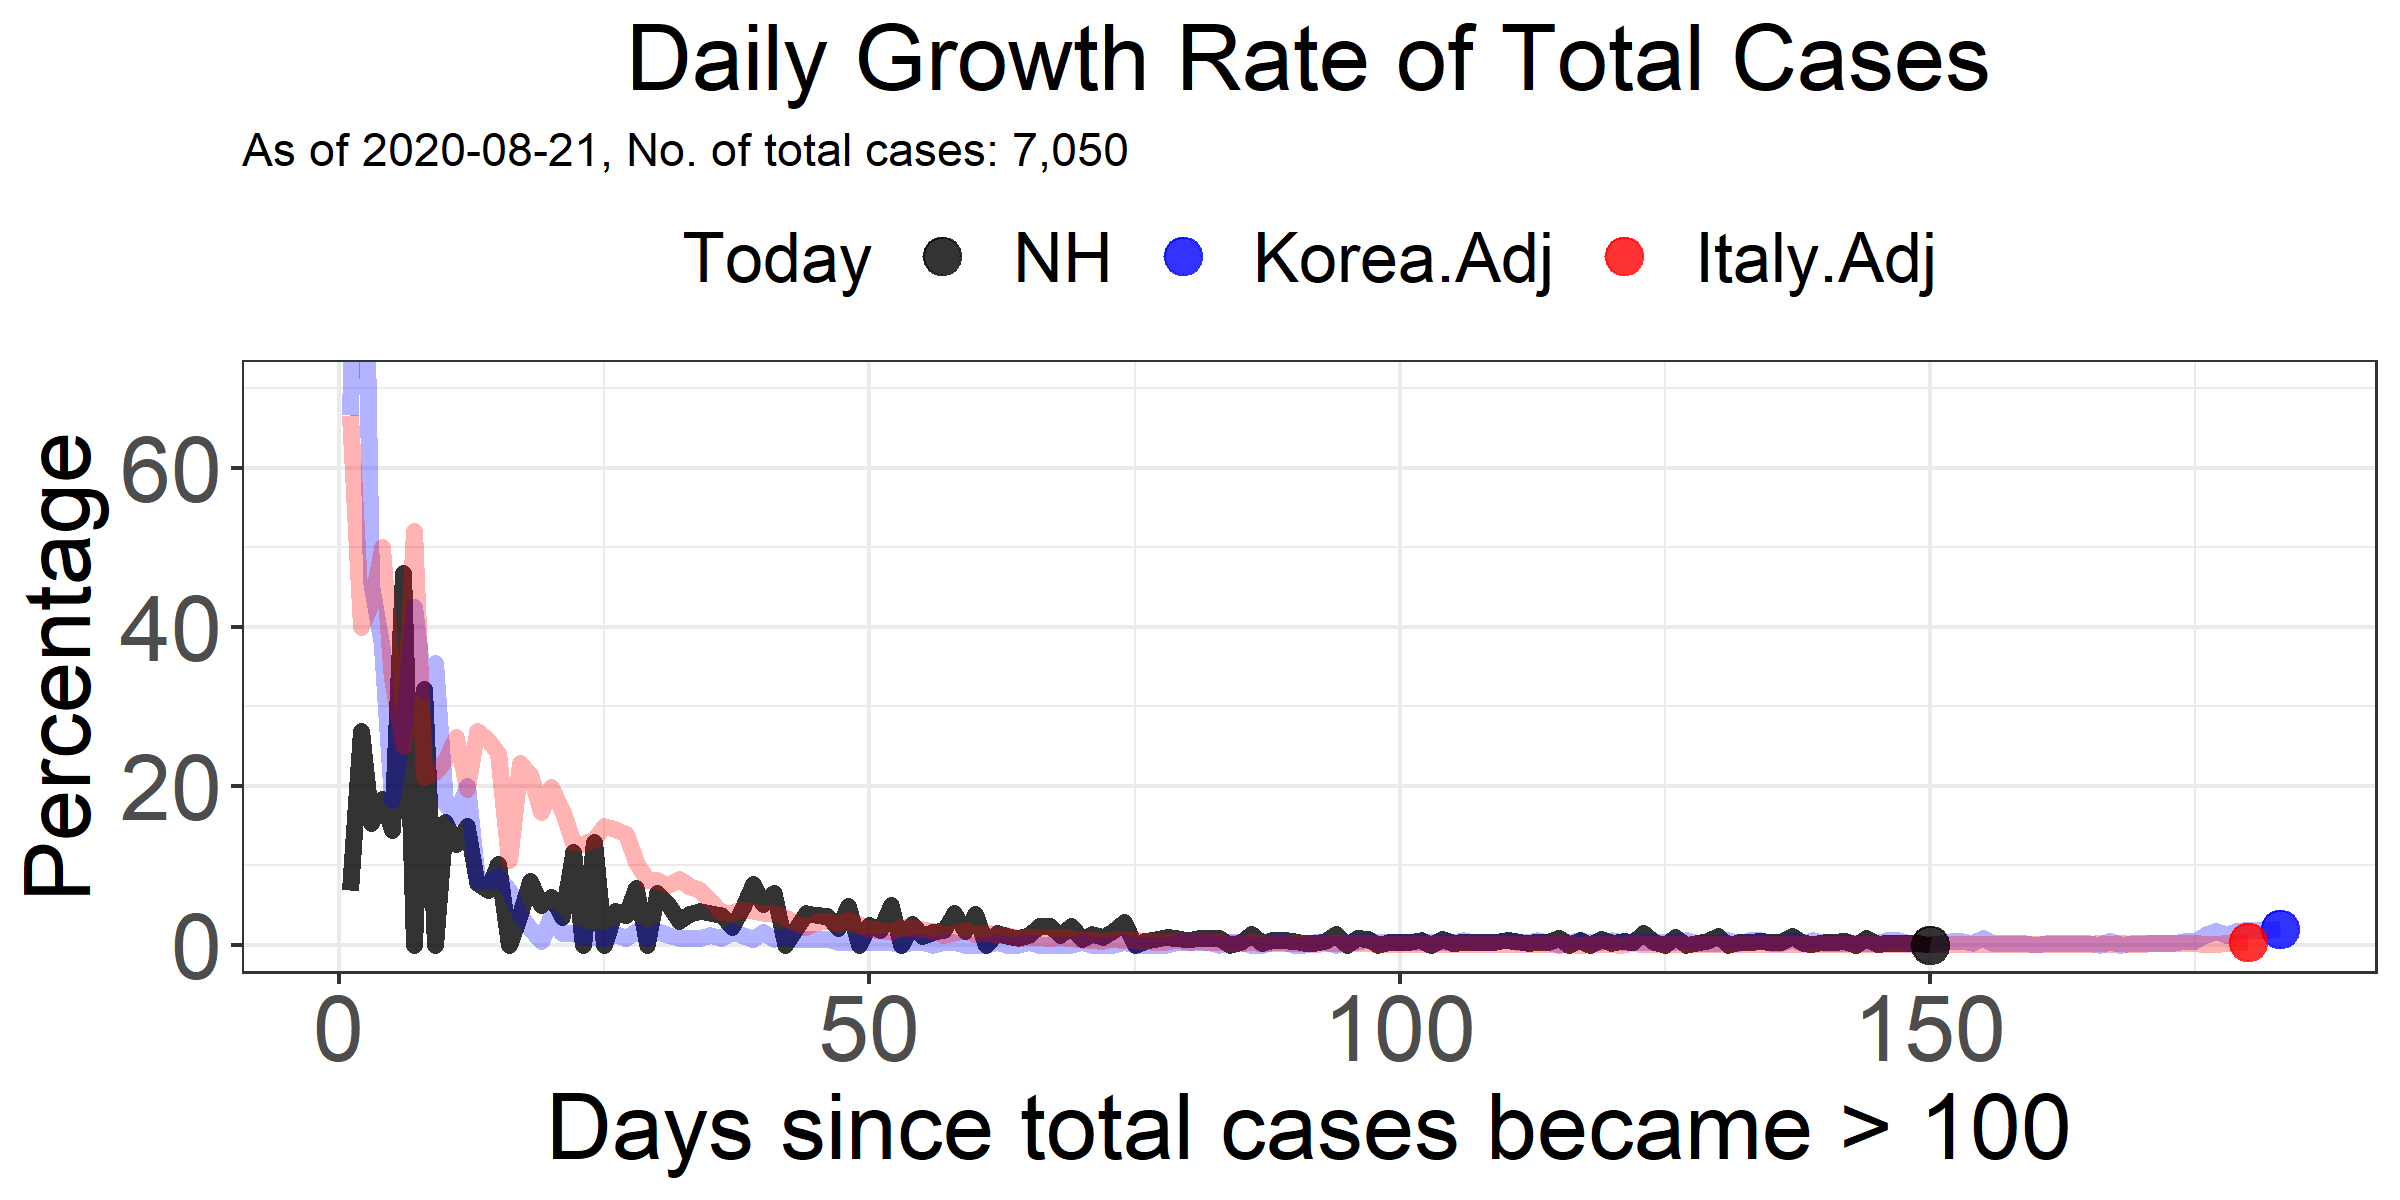 Daily Growth Rate of Total Cases
As of 2020-08-21, No. of total cases: 7,050
Today NH Korea.Adj Italy.Adj
Percentage
60
40
20
0
0 50 100 150
Days since total cases became > 100